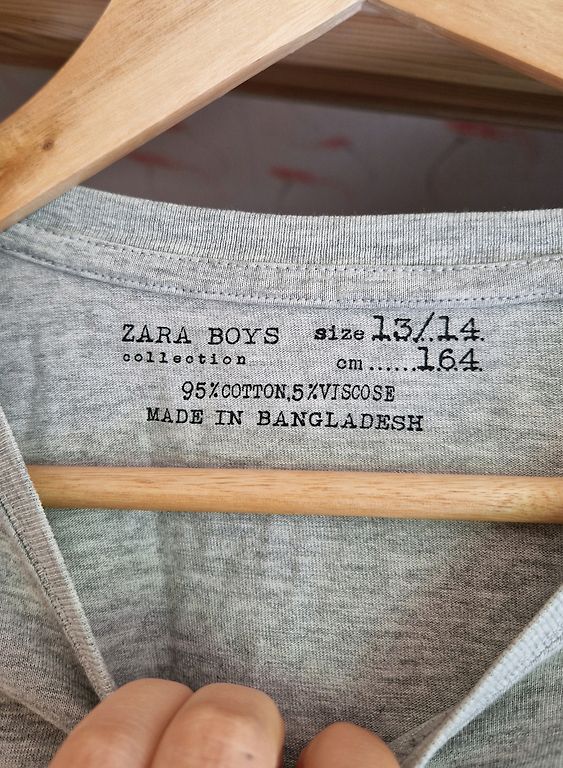 ZARA BOYS size 13/14.
collection cm......164.
95%COTTON,5%VISCOSE
MADE IN BANGLADESH